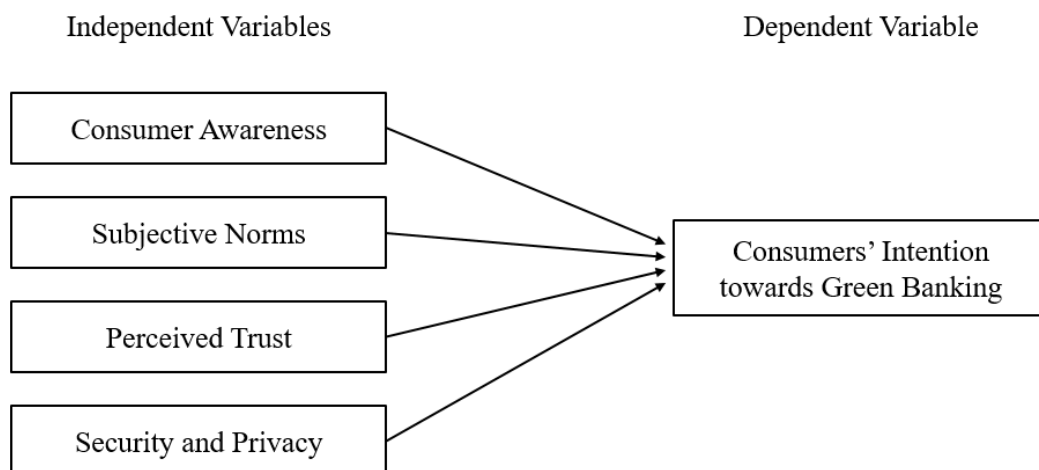 Independent Variables
Dependent Variable
Consumer Awareness
Subjective Norms
Perceived Trust
Security and Privacy
Consumers’ Intention
towards Green Banking